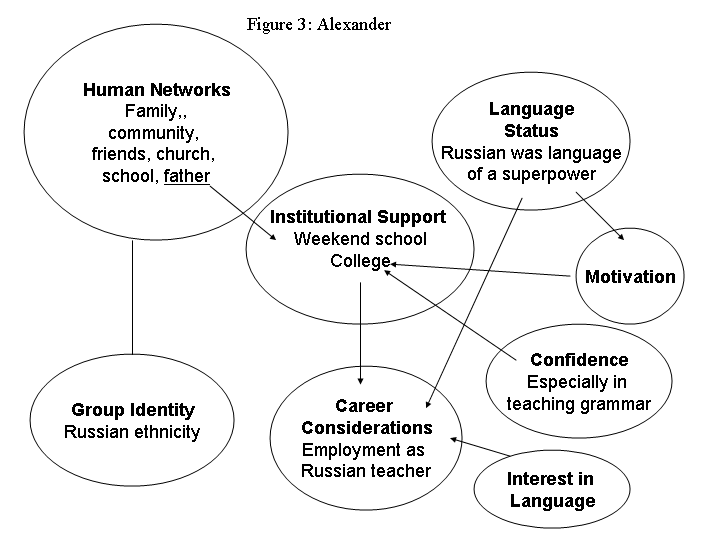 Figure 3: Alexander
Human Networks
Family,,
community,
friends, church,
school, father
Language
Status
Russian was language
of a superpower
Institutional Support
Weekend school
College
Motivation
Confidence
Especially in
teaching grammar
Group Identity
Russian ethnicity
Career
Considerations
Employment as
Russian teacher
Interest in
Language